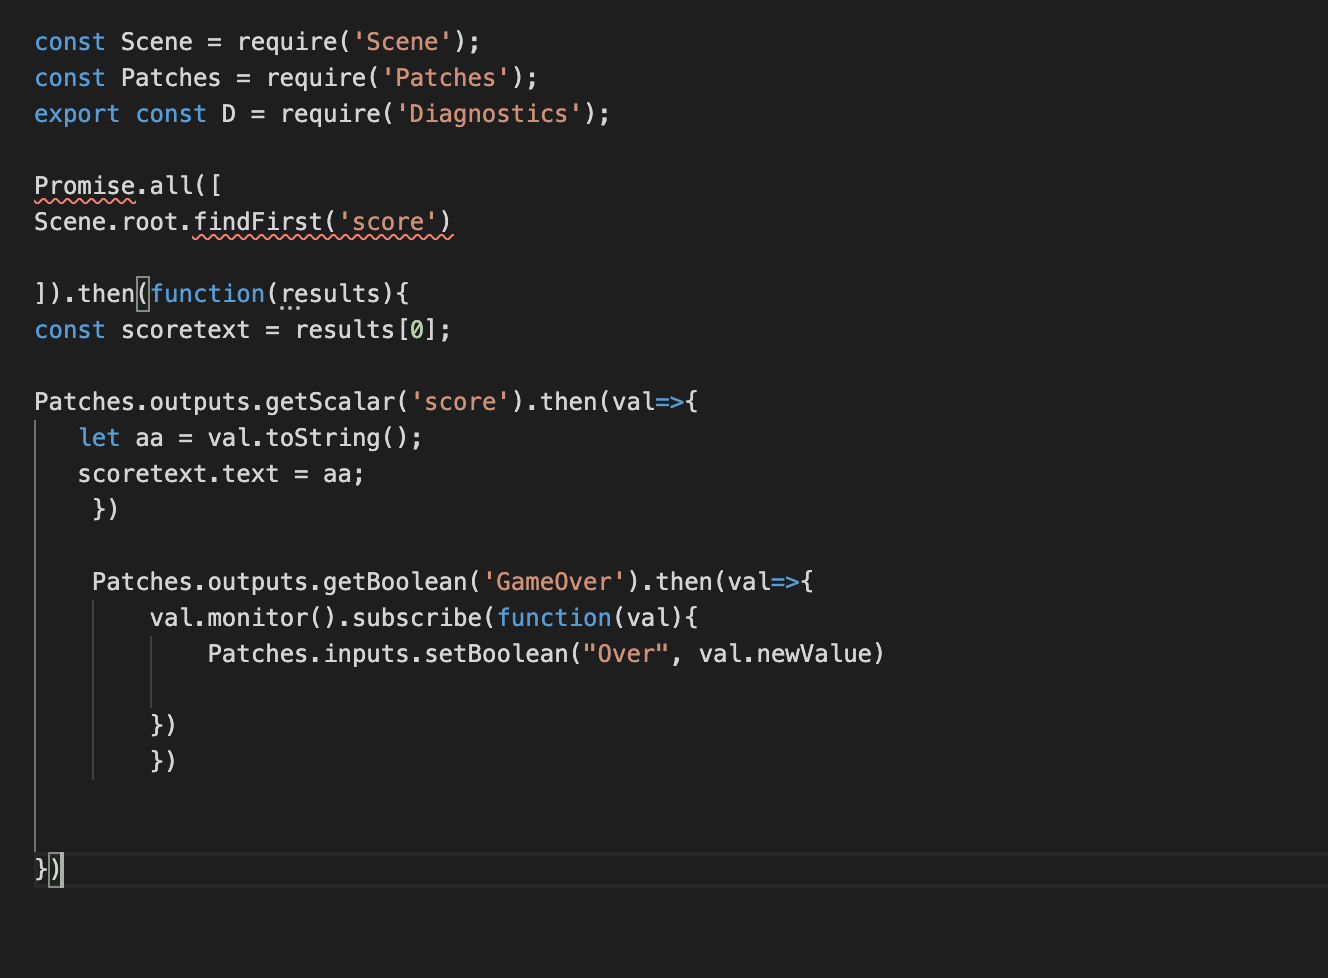 const Scene = require('Scene');
const Patches = require('Patches');
export const D = require('Diagnostics');
Promise.all([
Scene.root.findFirst('score')
]).then(function(results){
const scoretext = results[0];
Patches.outputs.getScalar('score').then(val=>{
let aa = val.toString();
scoretext.text = aa;
})
Patches.outputs.getBoolean('GameOver').then(val=>{
val.monitor().subscribe(function(val){
Patches.inputs.setBoolean("Over", val.newValue)
})
})
})